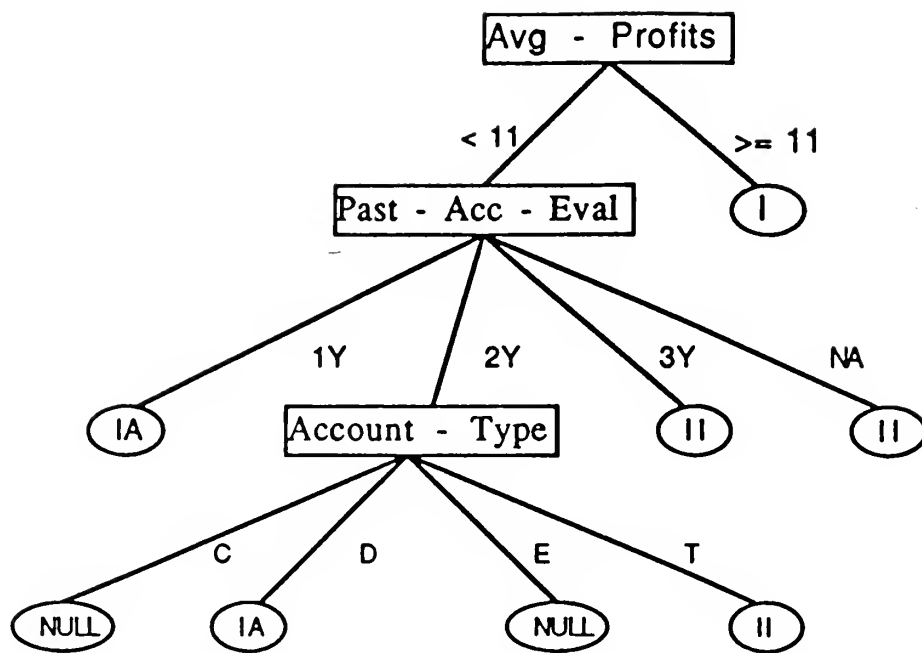 Avg - Profits
< 11
>= 11
Past - Acc - Eval
I
1Y
2Y
3Y
NA
IA
Account - Type
II
II
C
D
E
T
NULL
IA
NULL
II